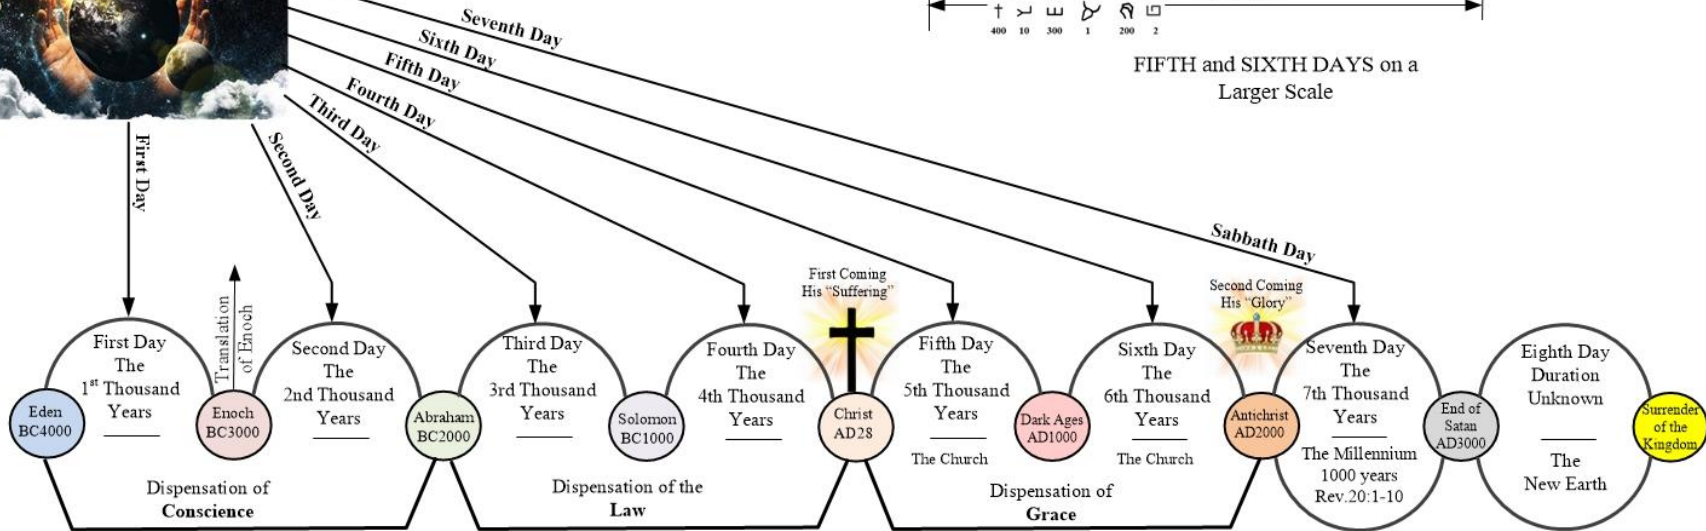 Seventh Day
Sixth Day
Fifth Day
Fourth Day
Third Day
Second Day
First Day
400 10 300 1 200 2
FIFTH and SIXTH DAYS on a
Larger Scale
Sabbath Day
Translation
of Enoch
First Coming
His “Suffering”
Second Coming
His “Glory”
Eden
BC4000
First Day
The
1st Thousand
Years
Enoch
BC3000
Second Day
The
2nd Thousand
Years
Abraham
BC2000
Third Day
The
3rd Thousand
Years
Solomon
BC1000
Fourth Day
The
4th Thousand
Years
Christ
AD28
Fifth Day
The
5th Thousand
Years
The Church
Dark Ages
AD1000
Sixth Day
The
6th Thousand
Years
The Church
Antichrist
AD2000
Seventh Day
The
7th Thousand
Years
The Millennium
1000 years
Rev.20:1-10
End of
Satan
AD3000
Eighth Day
Duration
Unknown
The
New Earth
Surrender
of the
Kingdom
Dispensation of
Conscience
Dispensation of the
Law
Dispensation of
Grace